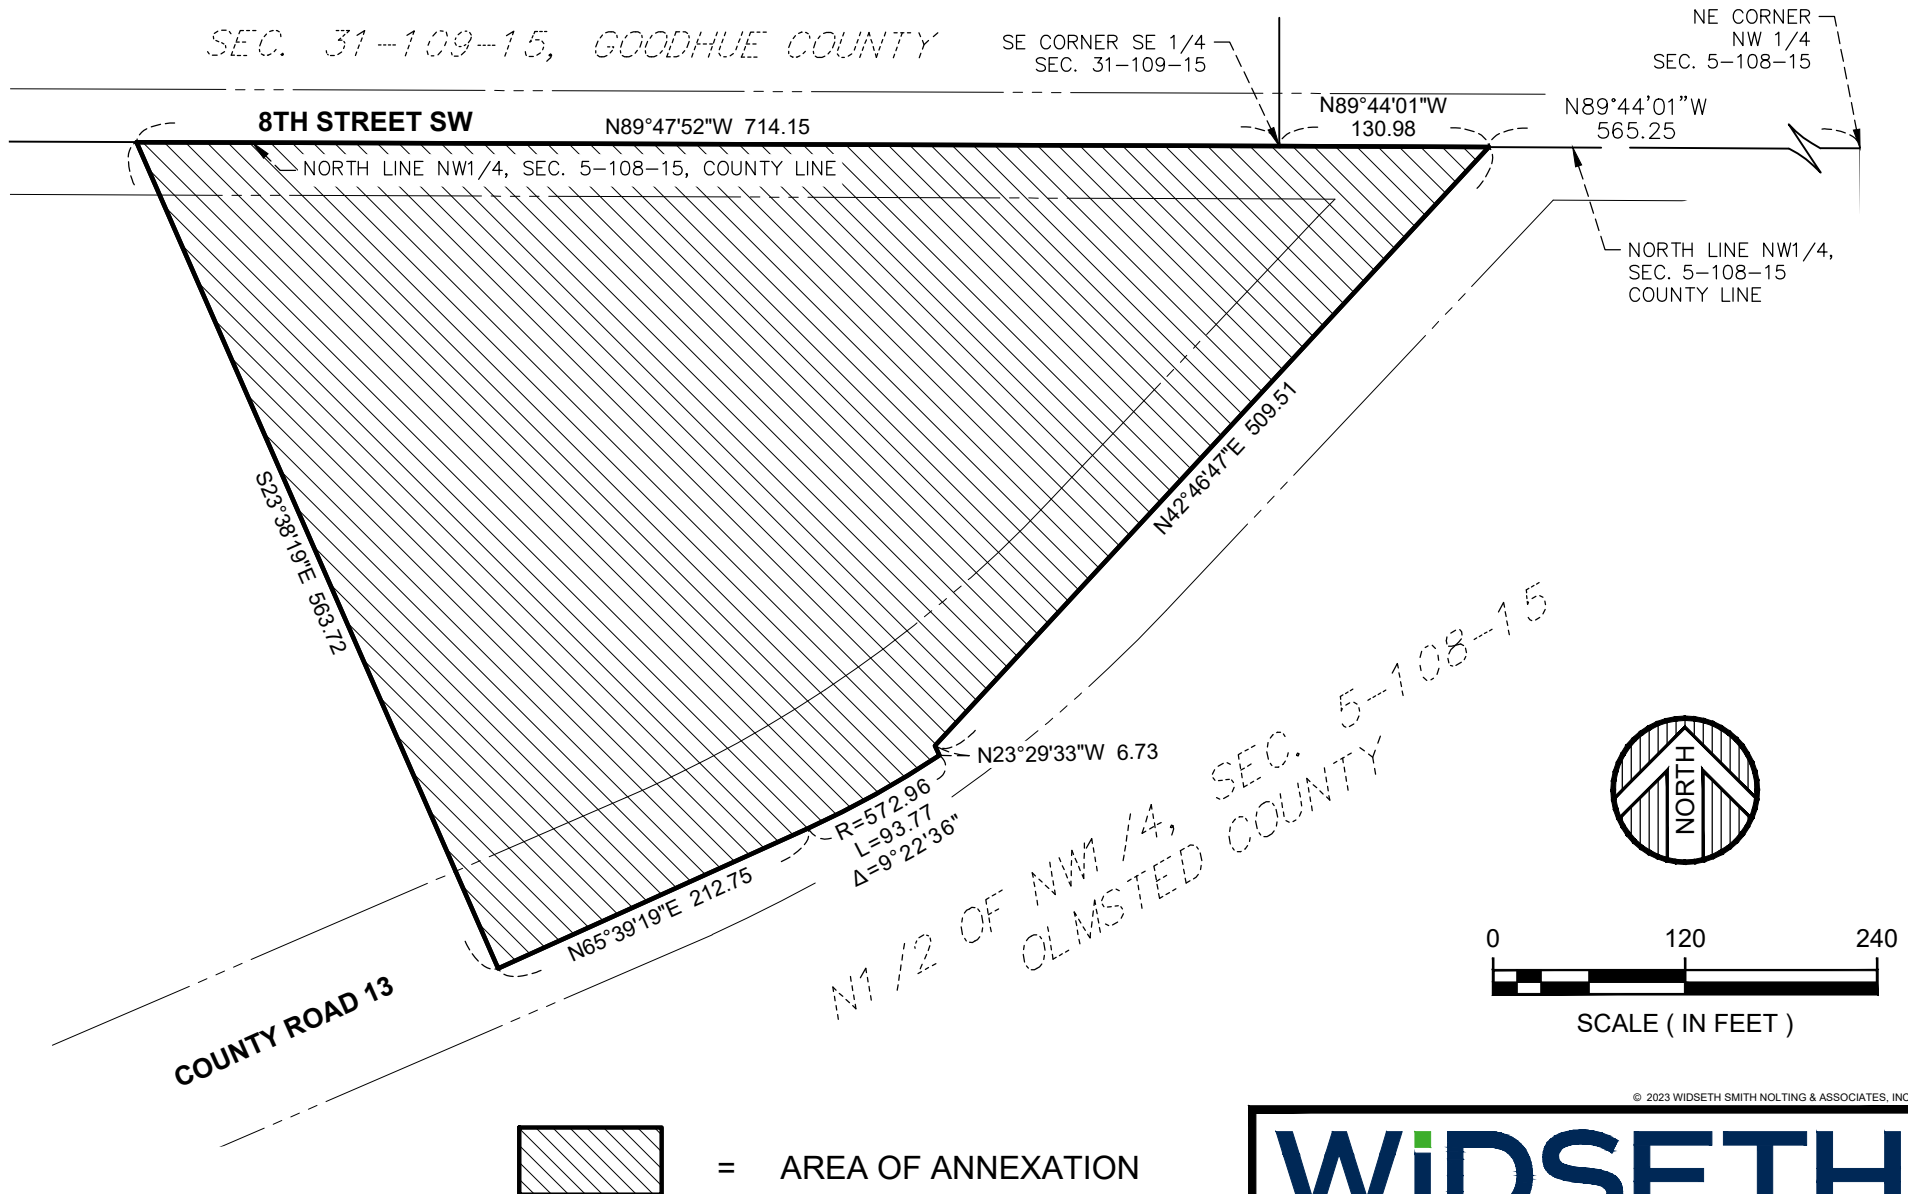 SEC. 31-109-15, GOODHUE COUNTY
SE CORNER SE 1/4
SEC. 31-109-15
NE CORNER
NW 1/4
SEC. 5-108-15
8TH STREET SW
N89°47'52"W 714.15
N89°44'01"W
130.98
N89°44'01"W
565.25
NORTH LINE NW1/4, SEC. 5-108-15, COUNTY LINE
NORTH LINE NW1/4,
SEC. 5-108-15
COUNTY LINE
S23°38'19"E 563.72
N42°46'47"E 509.51
N23°29'33"W 6.73
R=572.96
L=93.77
Δ=9°22'36"
N65°39'19"E 212.75
N1/2 OF NW1/4, SEC. 5-108-15
OLMSTED COUNTY
COUNTY ROAD 13
NORTH
0 120 240
SCALE ( IN FEET )
© 2023 WIDSETH SMITH NOLTING & ASSOCIATES, INC
= AREA OF ANNEXATION
WiDSETH